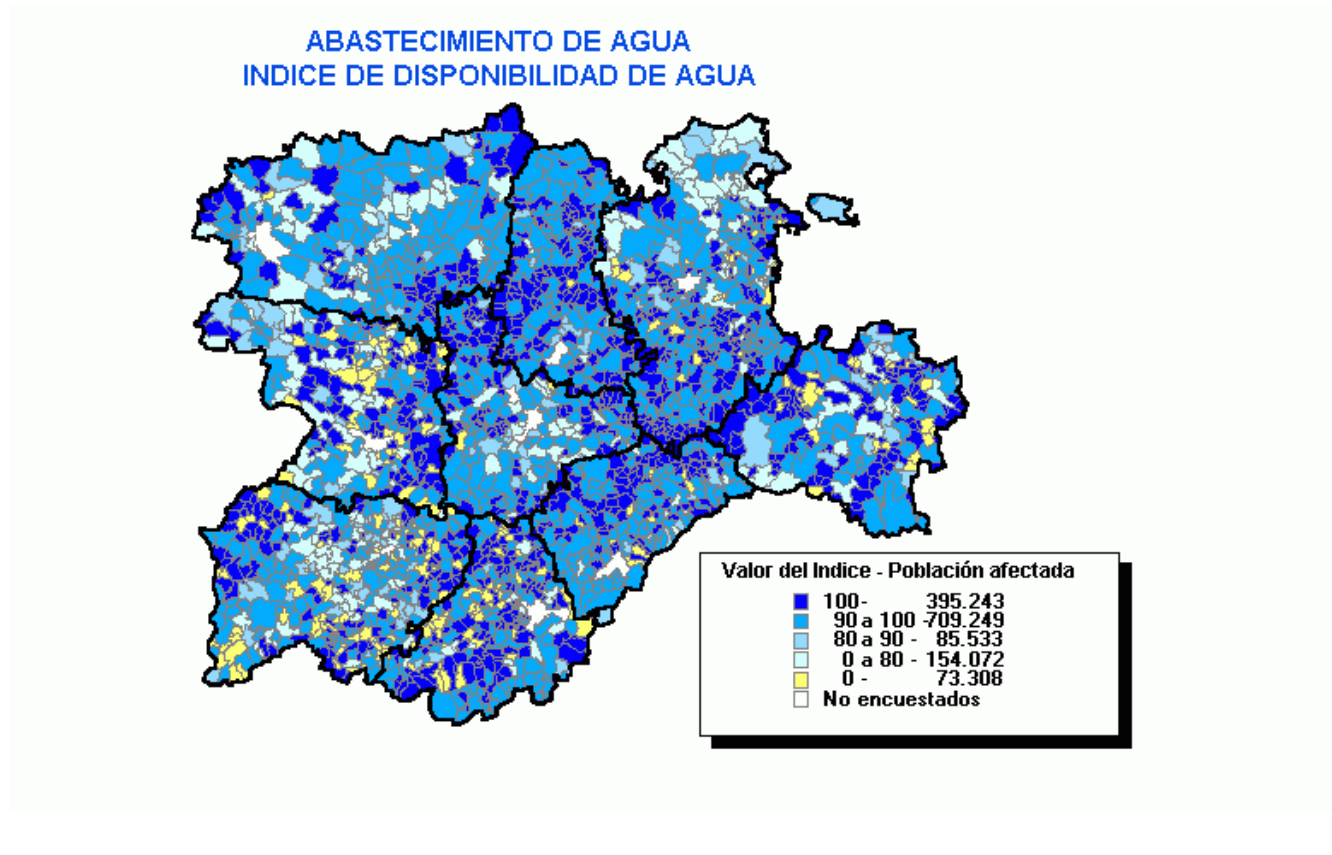 ABASTECIMIENTO DE AGUA
INDICE DE DISPONIBILIDAD DE AGUA
Valor del Indice - Población afectada
100- 395.243
90 a 100 -709.249
80 a 90 - 85.533
0 a 80 - 154.072
0 - 73.308
No encuestados